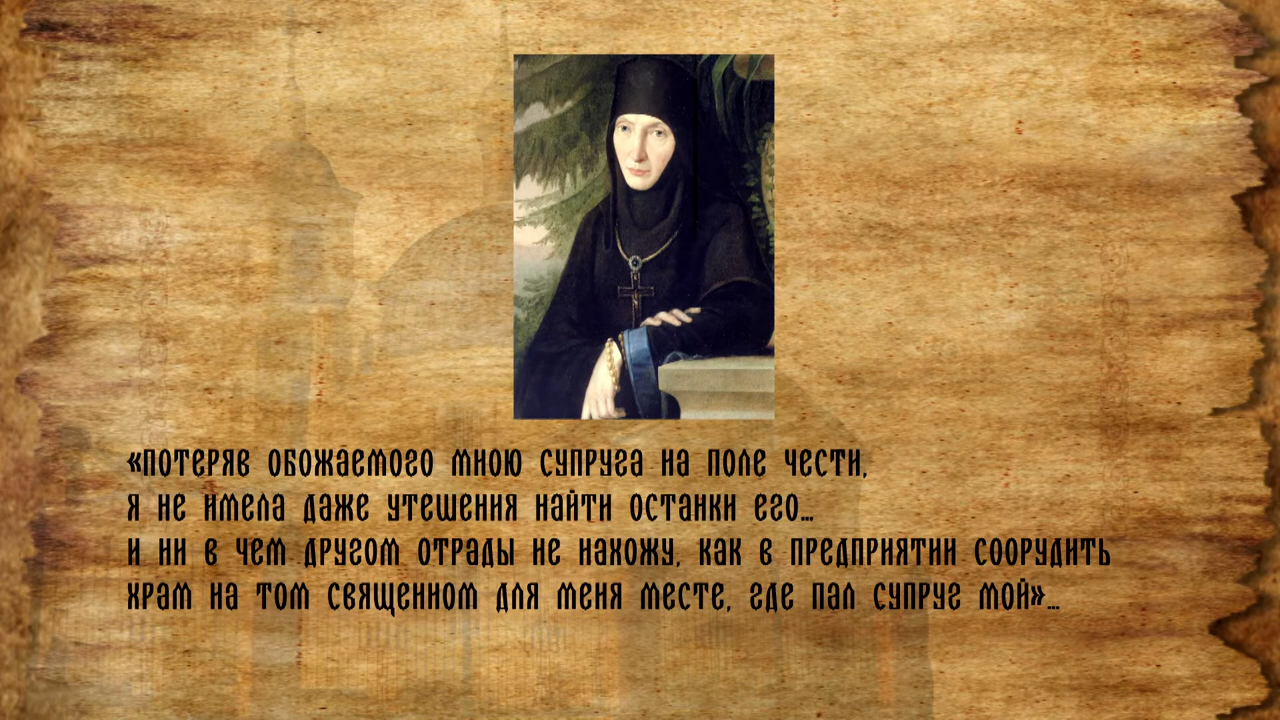 «Потеряв обожаемого мною супруга на поле чести,
я не имела даже утешения найти останки его...
И ни в чем другом отрады не нахожу, как в предприятии соорудить
храм на том священном для меня месте, где пал супруг мой»...